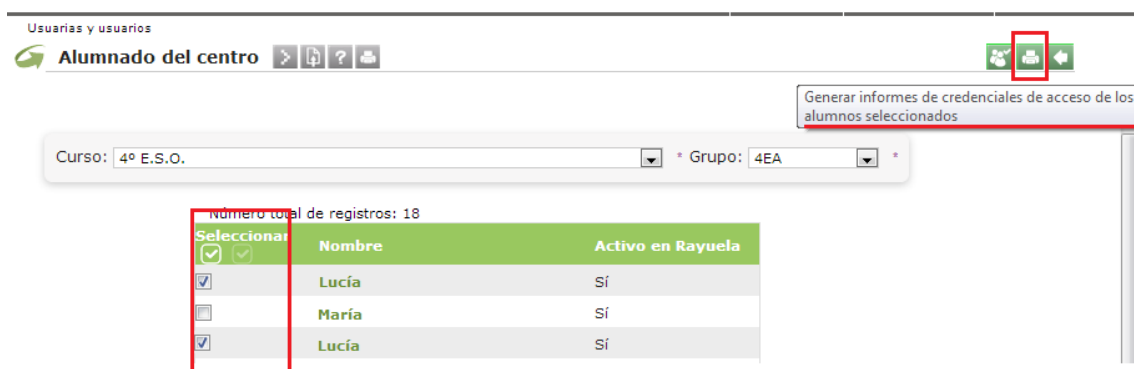 Usuarias y usuarios
Alumnado del centro
Generar informes de credenciales de acceso de los
alumnos seleccionados
Curso: 4º E.S.O. * Grupo: 4EA *
Número total de registros: 18
Seleccionar Nombre Activo en Rayuela
Lucía Sí
María Sí
Lucía Sí